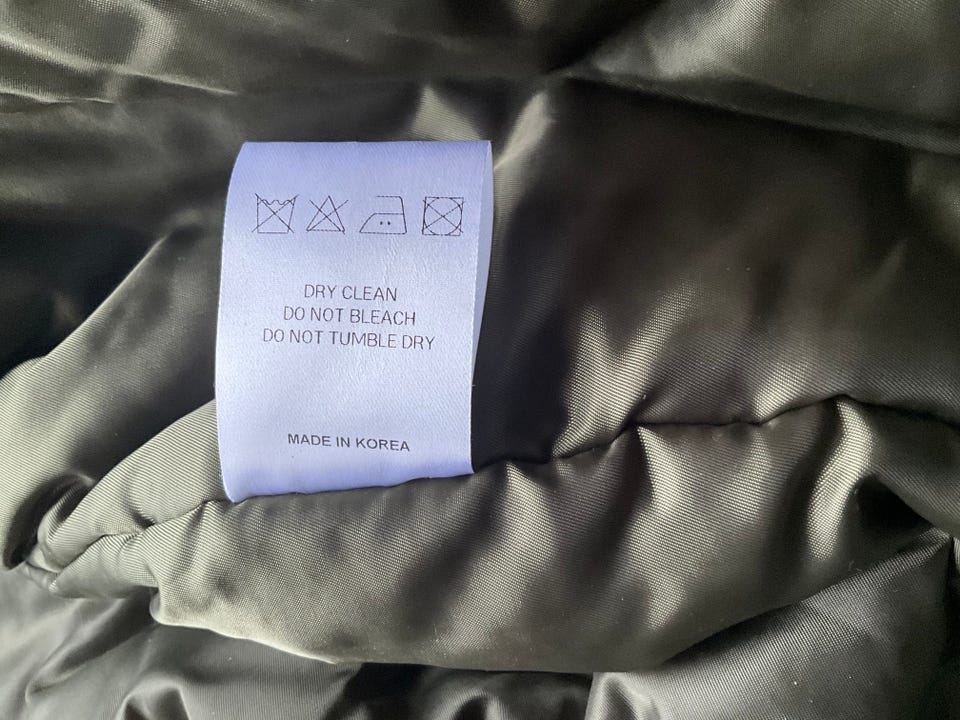 DRY CLEAN
DO NOT BLEACH
DO NOT TUMBLE DRY
MADE IN KOREA